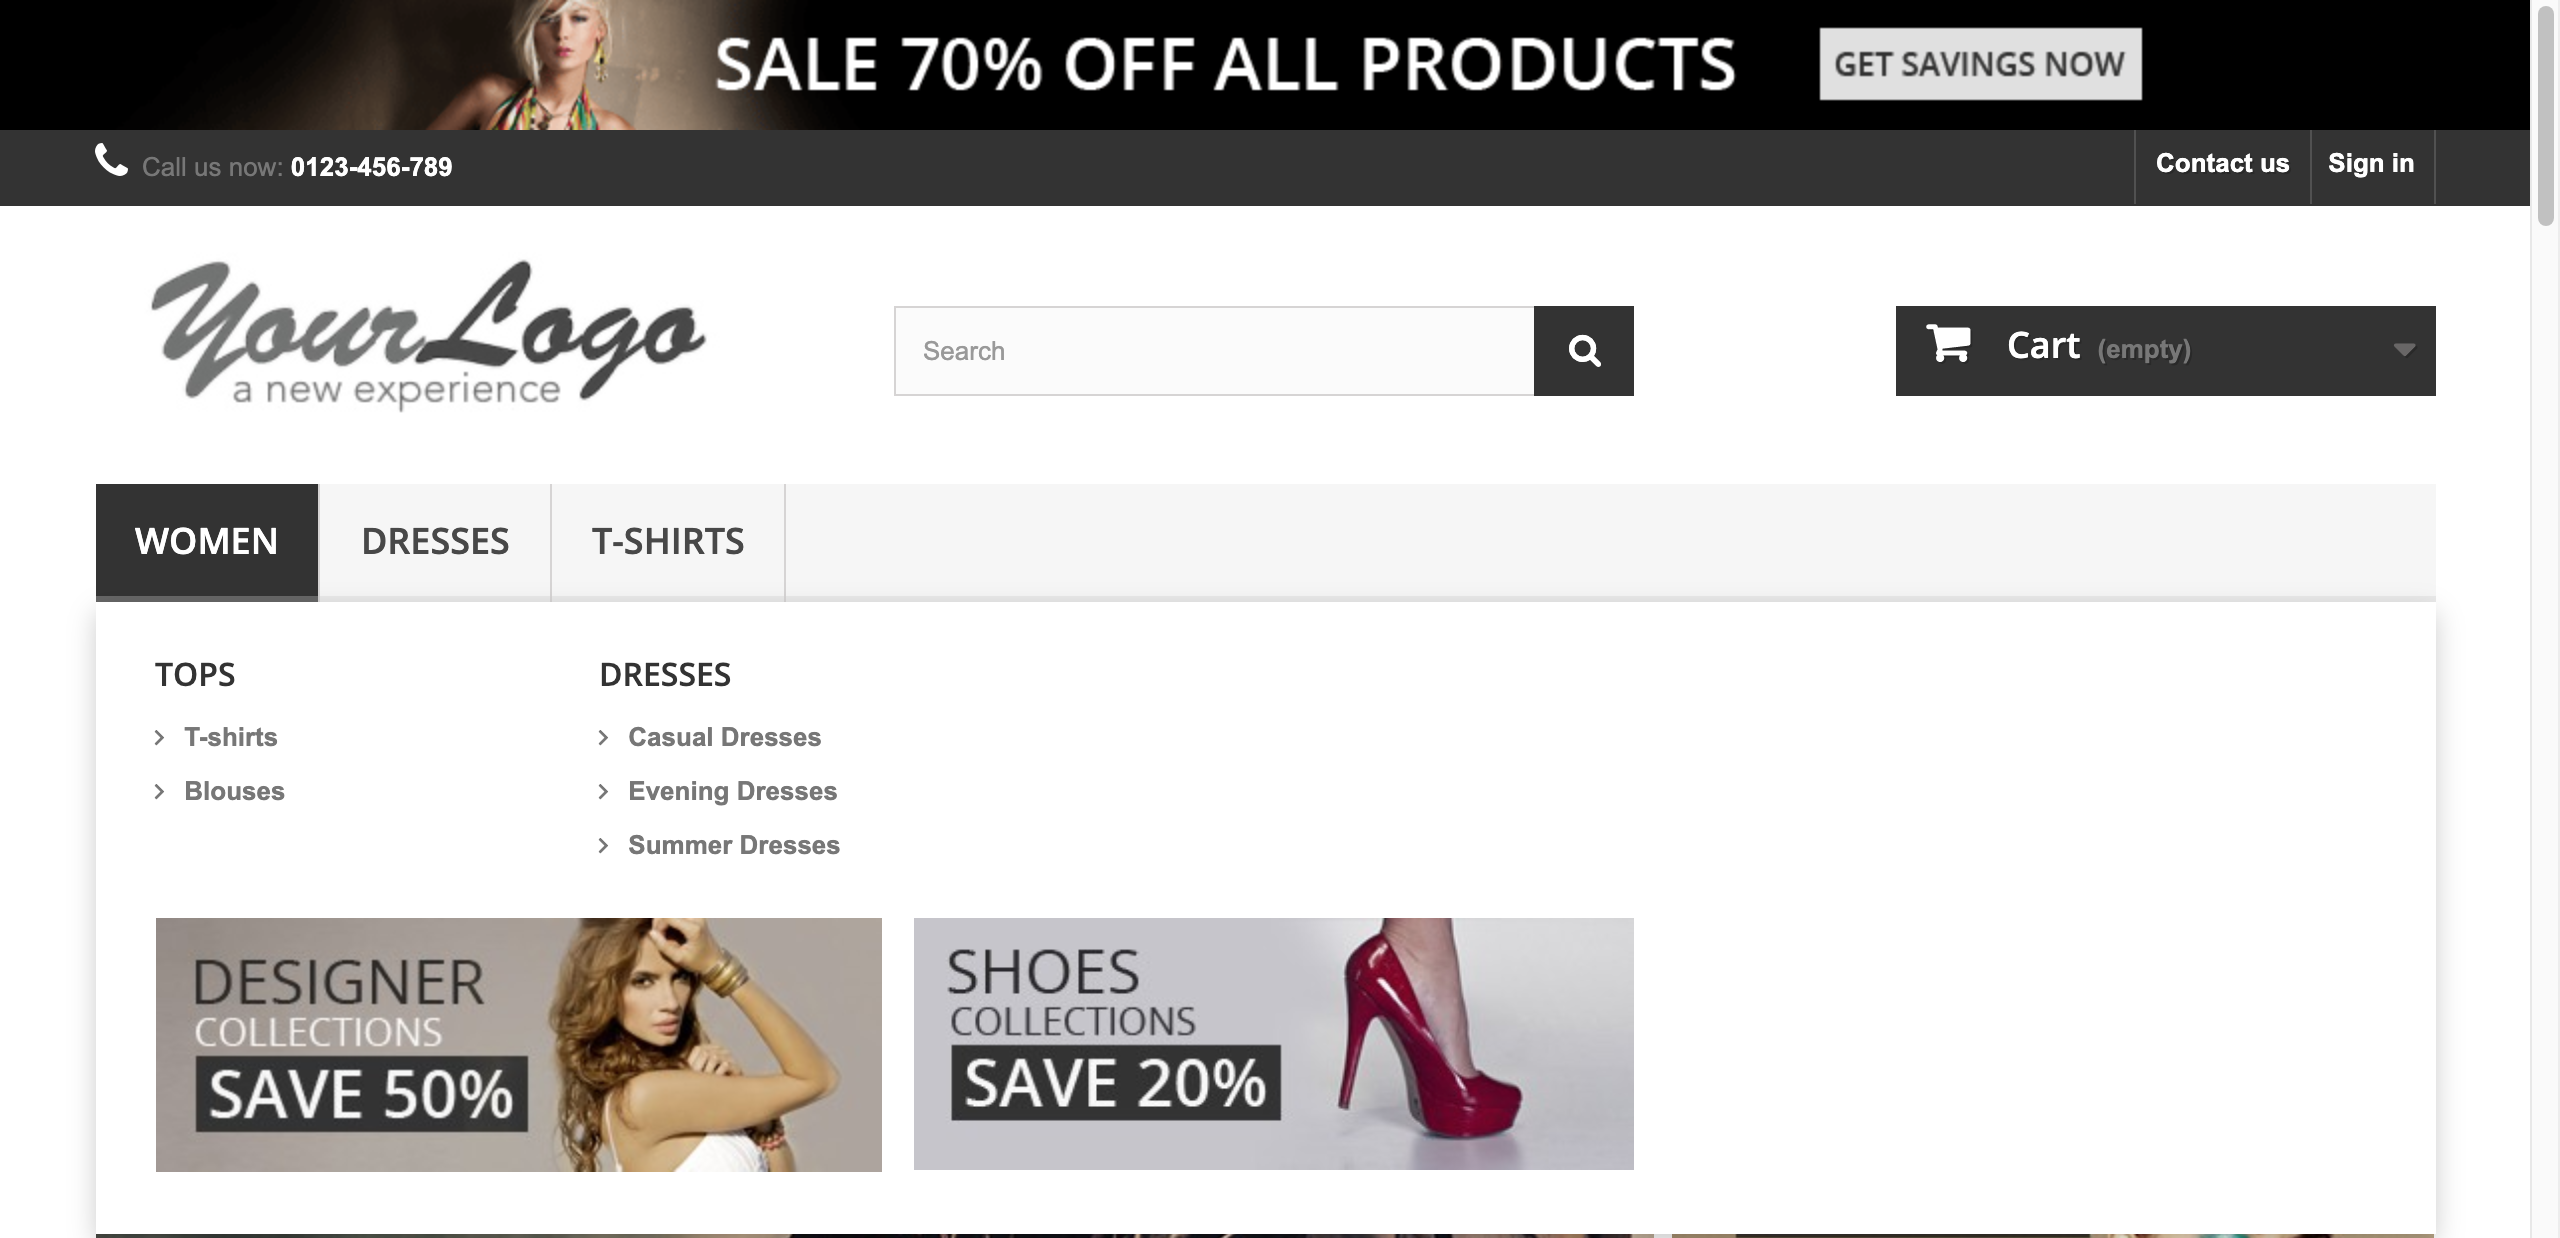 SALE 70% OFF ALL PRODUCTS GET SAVINGS NOW
Call us now: 0123-456-789 Contact us Sign in
YourLogo
a new experience
Search
Cart (empty)
WOMEN DRESSES T-SHIRTS
TOPS
T-shirts
Blouses
DRESSES
Casual Dresses
Evening Dresses
Summer Dresses
DESIGNER
COLLECTIONS
SAVE 50%
SHOES
COLLECTIONS
SAVE 20%